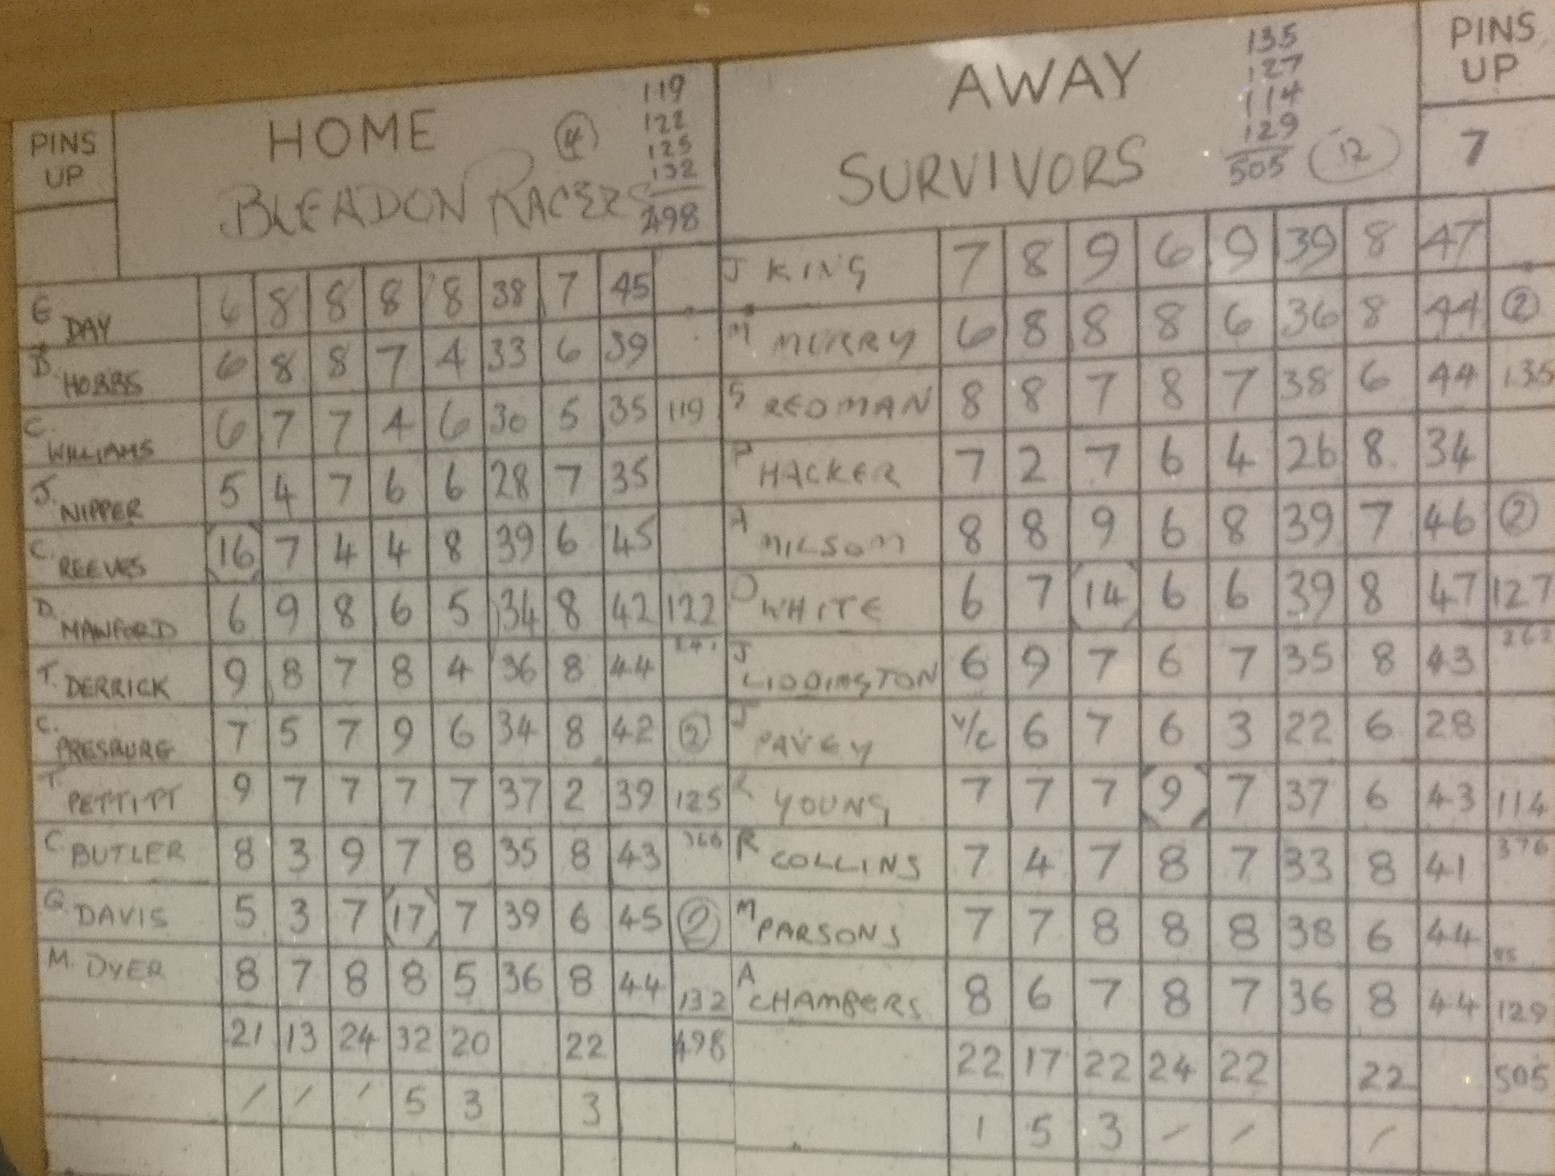 PINS UP
HOME
4
119
122
125
132
498
BLEADON RACERS
AWAY
135
127
114
129
505
12
SURVIVORS
PINS UP
7
E. DAY 6 8 8 8 8 38 7 45
B. HOBBS 6 8 8 7 4 33 6 39
C. WILLIAMS 6 7 7 4 6 30 5 35 119
J. NIPPER 5 4 7 6 6 28 7 35
C. REEVES 16 7 4 4 8 39 6 45
D. MANFORD 6 9 8 6 5 34 8 42 122
241
T. DERRICK 9 8 7 8 4 36 8 44
C. PRESBURG 7 5 7 9 6 34 8 42 2
T. PETTITT 9 7 7 7 7 37 2 39 125
366
C. BUTLER 8 3 9 7 8 35 8 43
G. DAVIS 5 3 7 17 7 39 6 45 2
M. DYER 8 7 8 8 5 36 8 44 132
21 13 24 32 20 22 498
/ / / 5 3 3
J KING 7 8 9 6 9 39 8 47
M MURRY 6 8 8 8 6 36 8 44 2
S REDMAN 8 8 7 8 7 38 6 44 135
P HACKER 7 2 7 6 4 26 8 34
A MILSOM 8 8 9 6 8 39 7 46 2
D WHITE 6 7 14 6 6 39 8 47 127
262
J LIDDINGTON 6 9 7 6 7 35 8 43
J PAVEY V/C 6 7 6 3 22 6 28
K YOUNG 7 7 7 9 7 37 6 43 114
376
R COLLINS 7 4 7 8 7 33 8 41
M PARSONS 7 7 8 8 8 38 6 44 85
A CHAMBERS 8 6 7 8 7 36 8 44 129
22 17 22 24 22 22 505
1 5 3 / / /